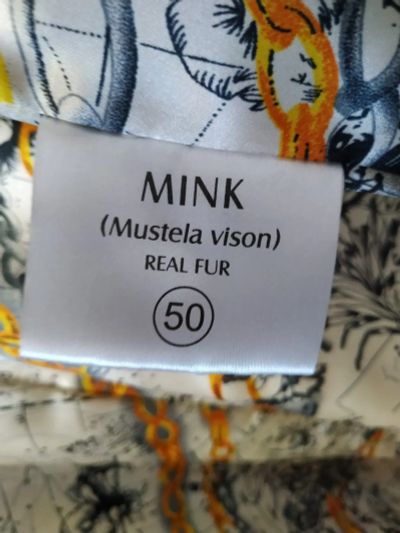 MINK
(Mustela vison)
REAL FUR
50